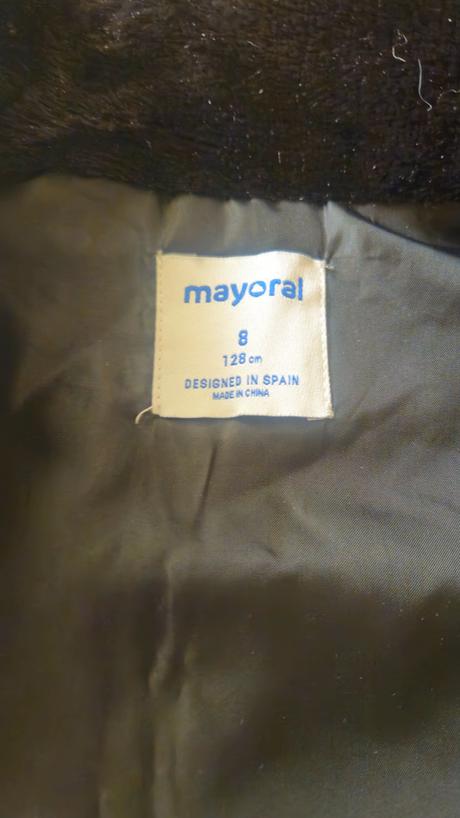 mayoral
8
128 cm
DESIGNED IN SPAIN
MADE IN CHINA